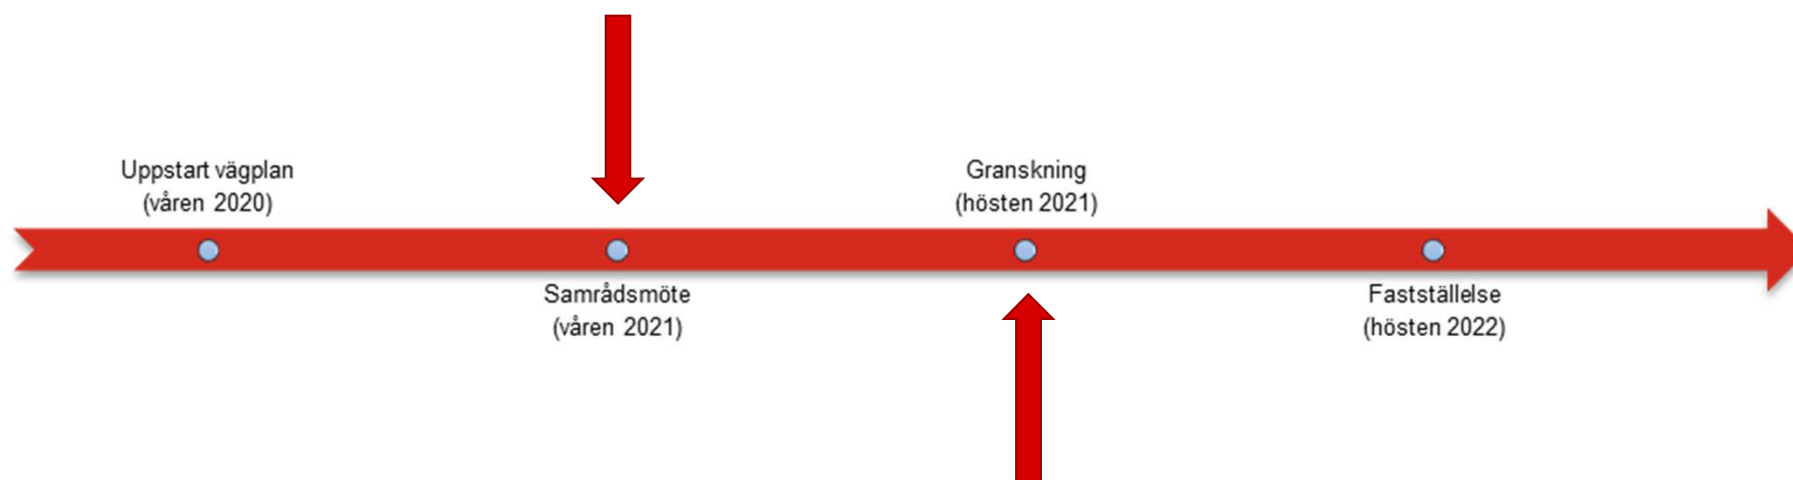 Uppstart vägplan
(våren 2020)
Samrådsmöte
(våren 2021)
Granskning
(hösten 2021)
Fastställelse
(hösten 2022)